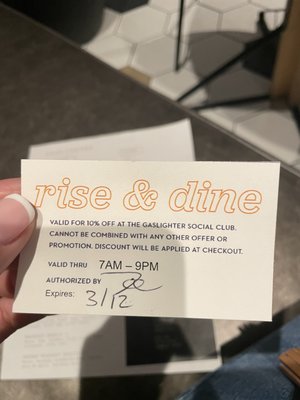 rise & dine
VALID FOR 10% OFF AT THE GASLIGHTER SOCIAL CLUB.
CANNOT BE COMBINED WITH ANY OTHER OFFER OR
PROMOTION. DISCOUNT WILL BE APPLIED AT CHECKOUT.
VALID THRU 7AM – 9PM
AUTHORIZED BY
Expires: 3/12